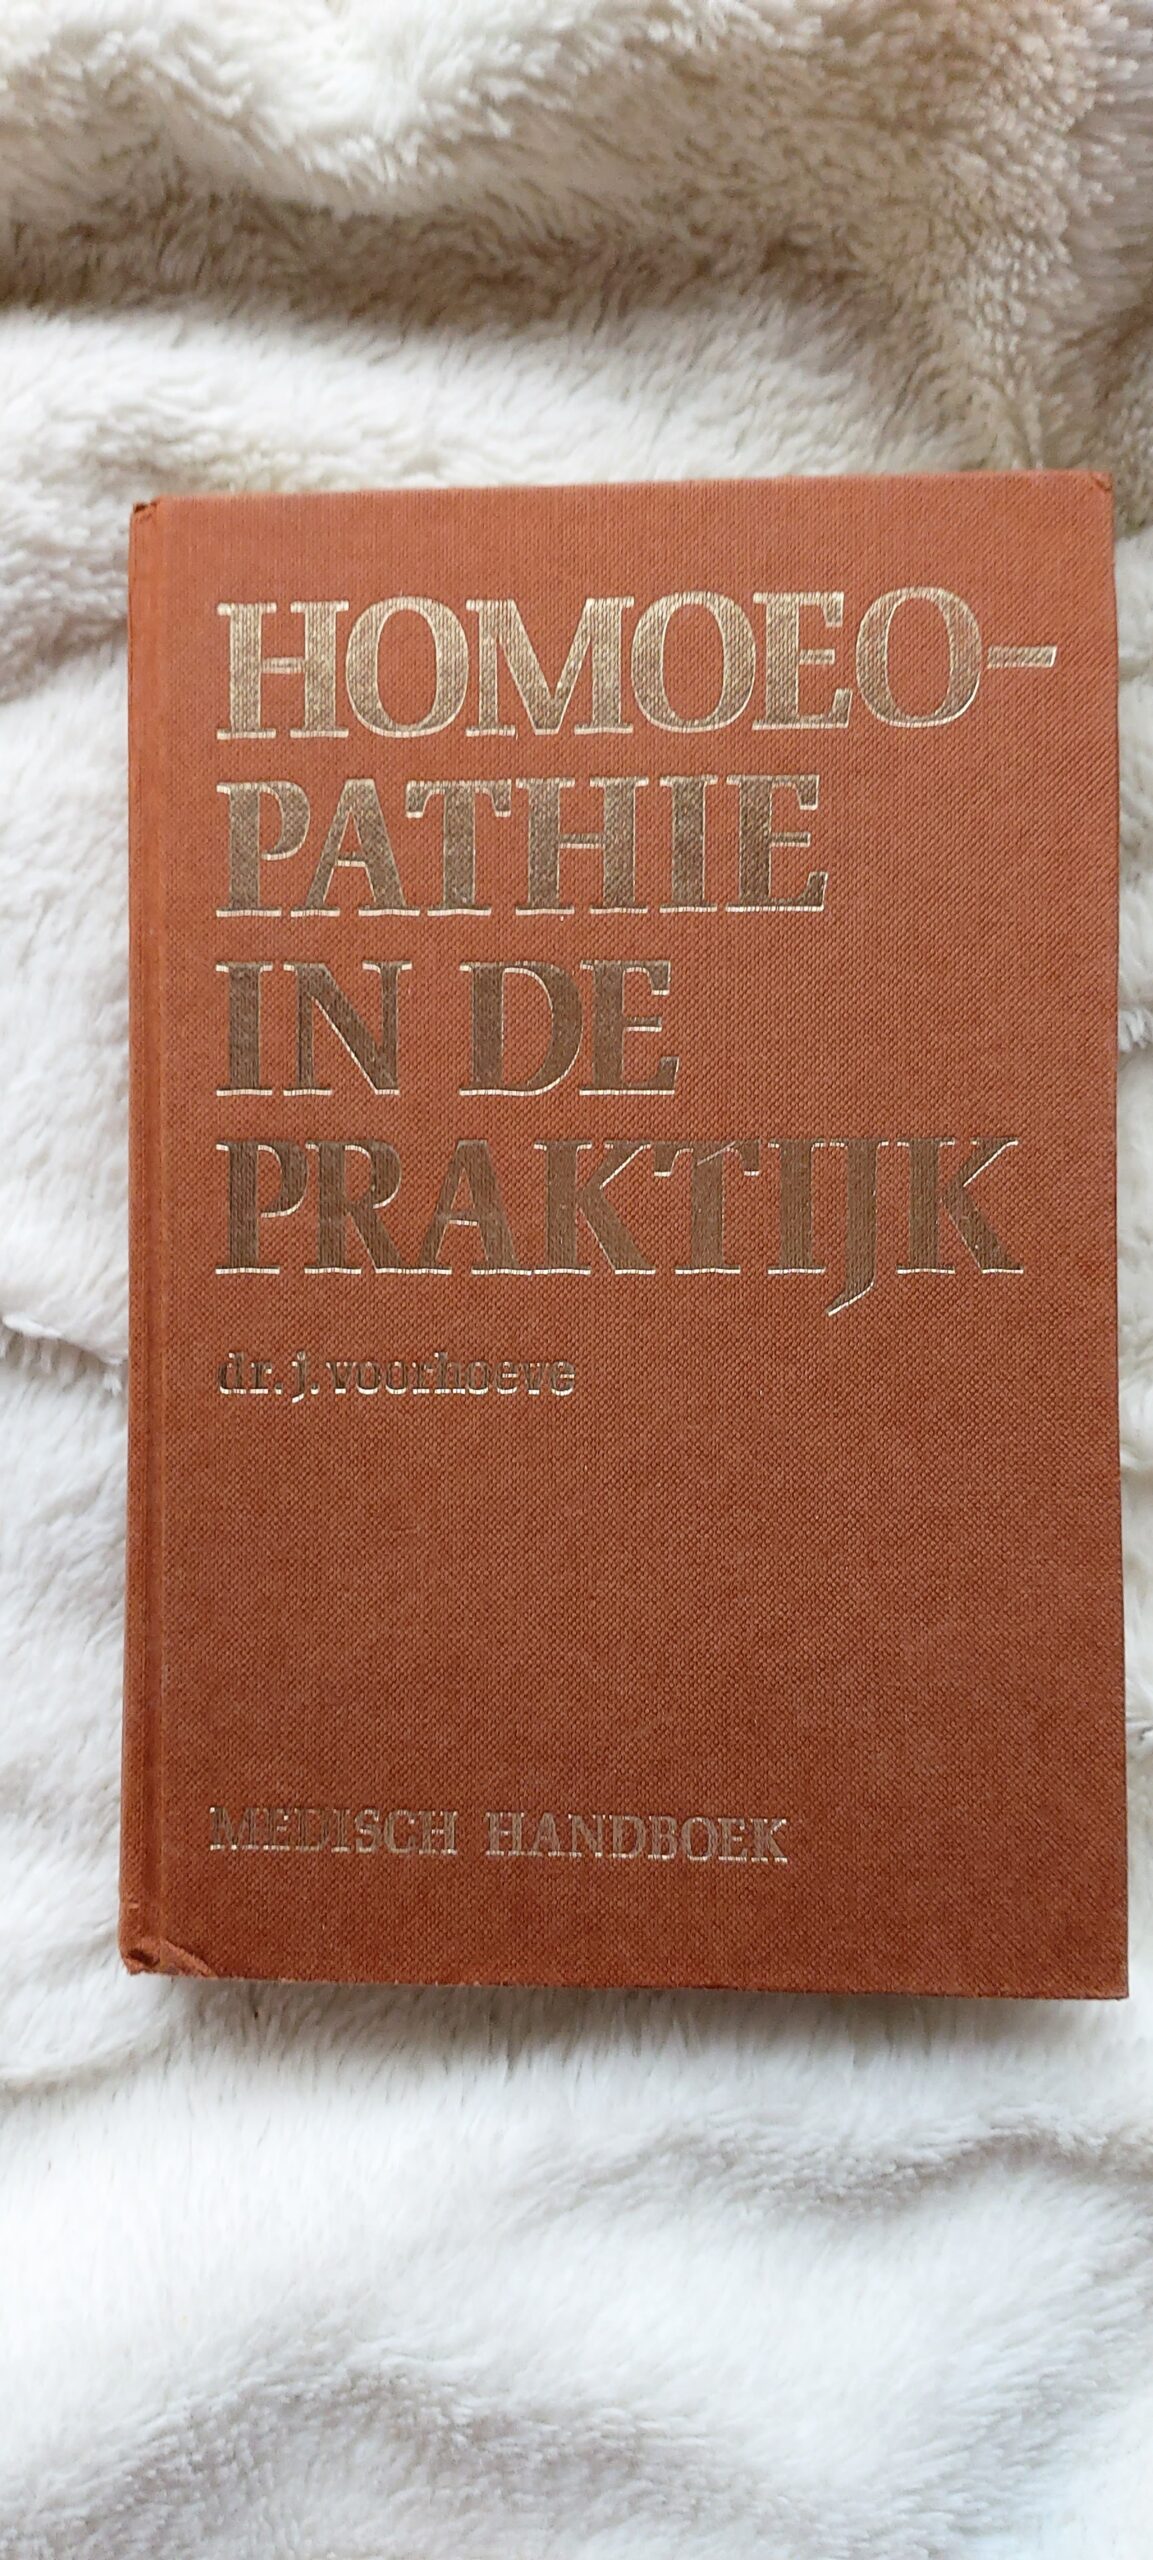 HOMOEO-
PATHIE
IN DE
PRAKTIJK
dr. j. voorhoeve
MEDISCH HANDBOEK